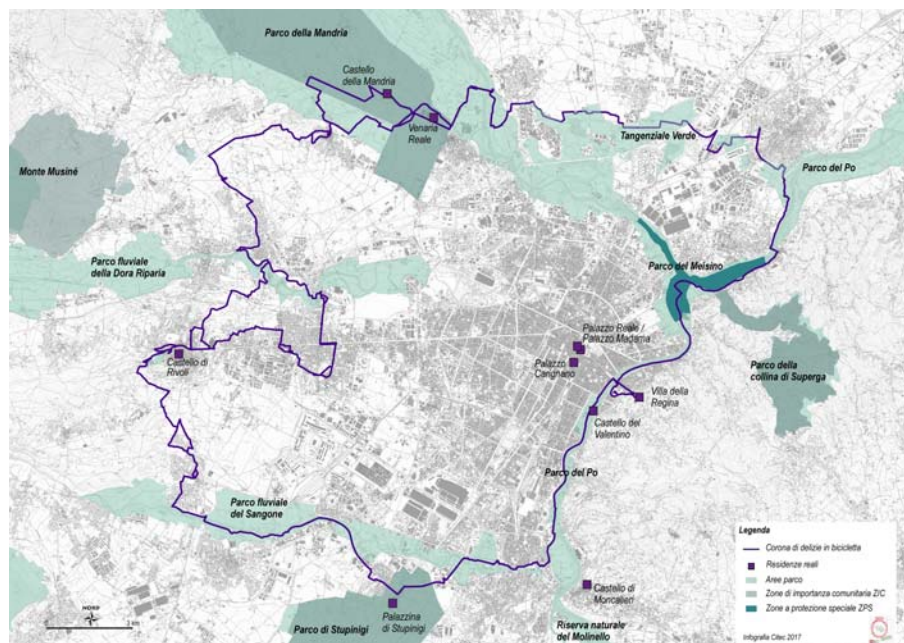 Parco della Mandria
Castello
della Mandria
Venaria
Reale
Tangenziale Verde
Parco del Po
Monte Musiné
Parco fluviale
della Dora Riparia
Parco del Meisino
Palazzo Reale /
Palazzo Madama
Palazzo
Carignano
Parco della
collina di Superga
Castello di
Rivoli
Villa della
Regina
Castello del
Valentino
Parco del Po
Parco fluviale
del Sangone
Legenda
Corona di delizie in bicicletta
Residenze reali
Aree parco
Zone di importanza comunitaria ZIC
Zone a protezione speciale ZPS
Castello di
Moncalieri
Palazzina
di Stupinigi
Parco di Stupinigi
Riserva naturale
del Molinello
NORD
Infografia Citec 2017